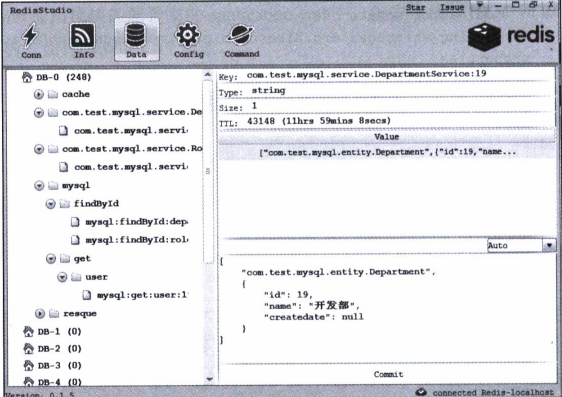 RedisStudio
Star Issue
Conn Info Data Config Command
redis
DB-0 (248)
cache
com.test.mysql.service.De
com.test.mysql.servi
com.test.mysql.service.Ro
com.test.mysql.servi
mysql
findById
mysql:findById:dep
mysql:findById:rol
get
user
mysql:get:user:1
resque
DB-1 (0)
DB-2 (0)
DB-3 (0)
DB-4 (0)
Key: com.test.mysql.service.DepartmentService:19
Type: string
Size: 1
TTL: 43148 (11hrs 59mins 8secs)
Value
["com.test.mysql.entity.Department",{"id":19,"name...
Auto
[
"com.test.mysql.entity.Department",
{
"id": 19,
"name": "开发部",
"createdate": null
}
]
Commit
Version: 0.1.5
connected Redis-localhost